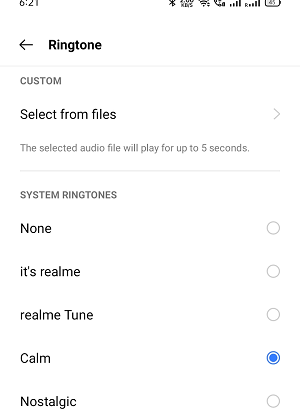 6:21
Ringtone
CUSTOM
Select from files
The selected audio file will play for up to 5 seconds.
SYSTEM RINGTONES
None
it's realme
realme Tune
Calm
Nostalgic